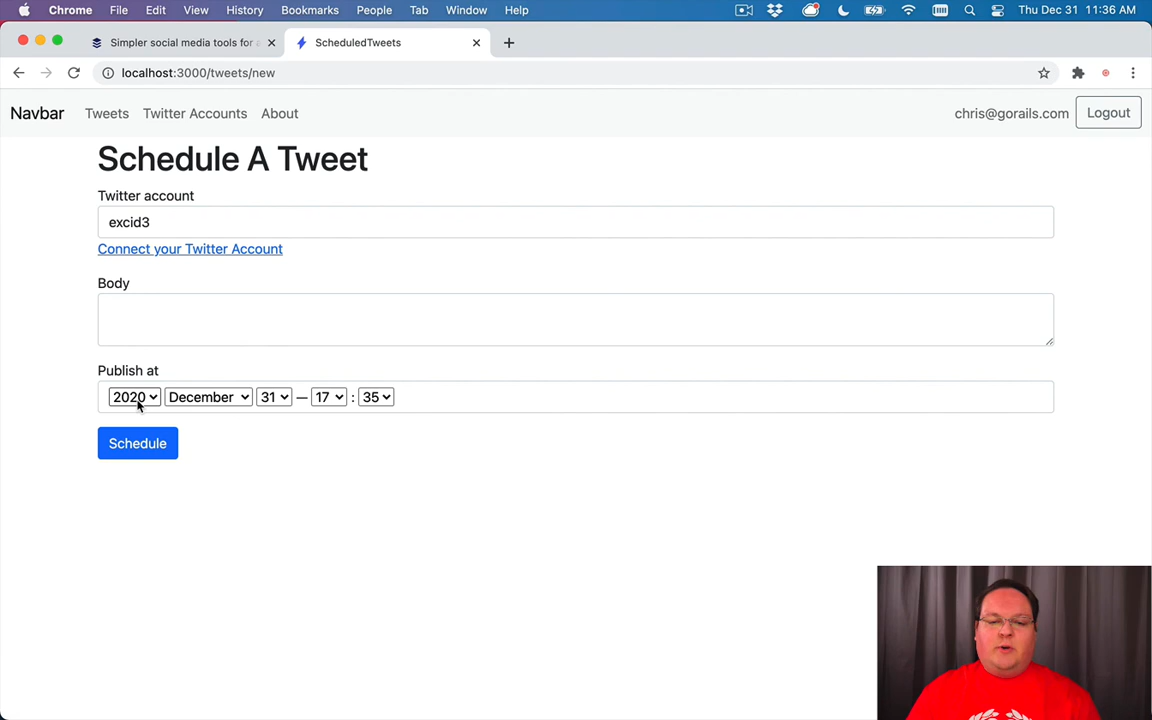 Chrome File Edit View History Bookmarks People Tab Window Help Thu Dec 31 11:36 AM
Simpler social media tools for
ScheduledTweets
localhost:3000/tweets/new
Navbar Tweets Twitter Accounts About chris@gorails.com Logout
Schedule A Tweet
Twitter account
excid3
Connect your Twitter Account
Body
Publish at
2020 December 31 — 17 : 35
Schedule